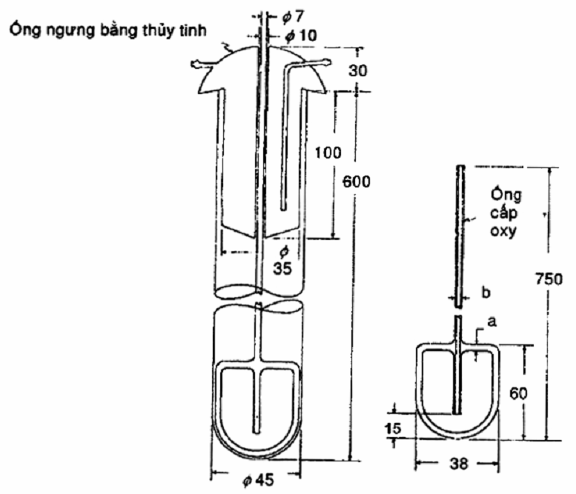 Ống ngưng bằng thủy tinh
ϕ7
ϕ10
30
100
600
ϕ
35
ϕ45
Ống
cấp
oxy
750
b
a
60
15
38